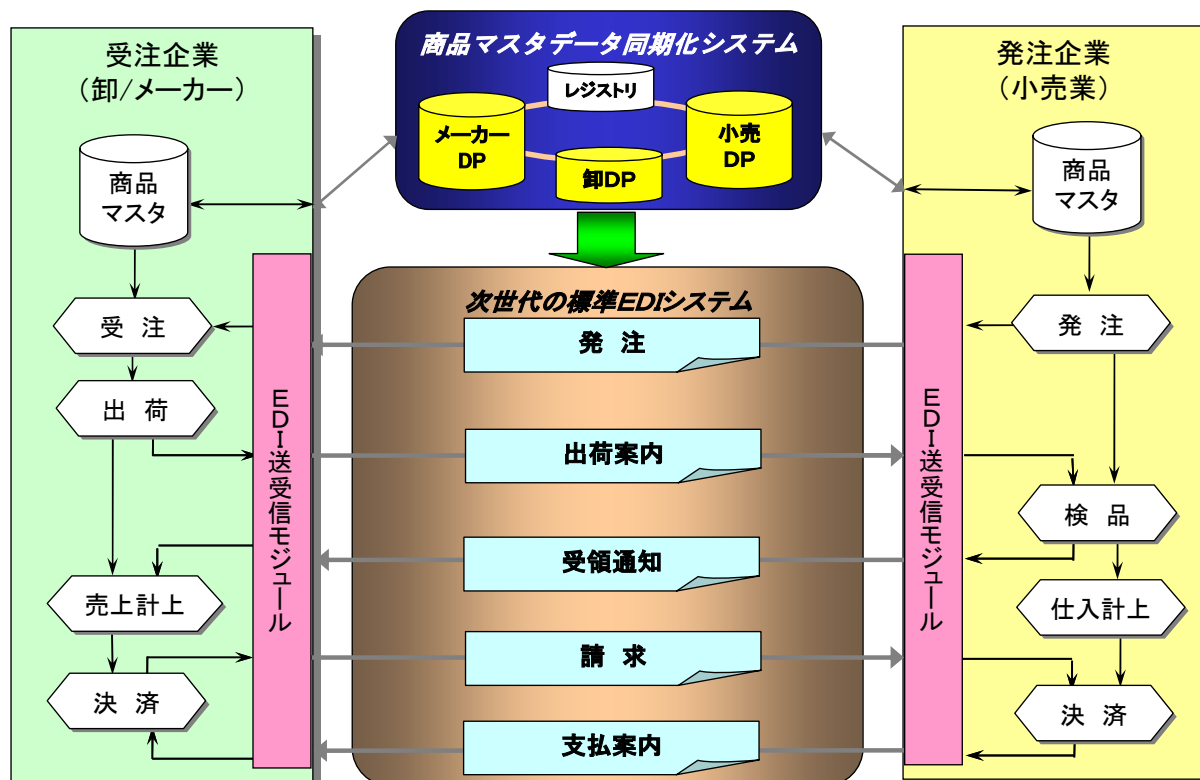 受注企業
（卸/メーカー）
商品
マスタ
受 注
出 荷
売上計上
決 済
EDI送受信モジュール
商品マスタデータ同期化システム
レジストリ
メーカー
DP
小売
DP
卸DP
次世代の標準EDIシステム
発 注
出荷案内
受領通知
請 求
支払案内
発注企業
（小売業）
商品
マスタ
発 注
検 品
仕入計上
決 済
EDI送受信モジュール